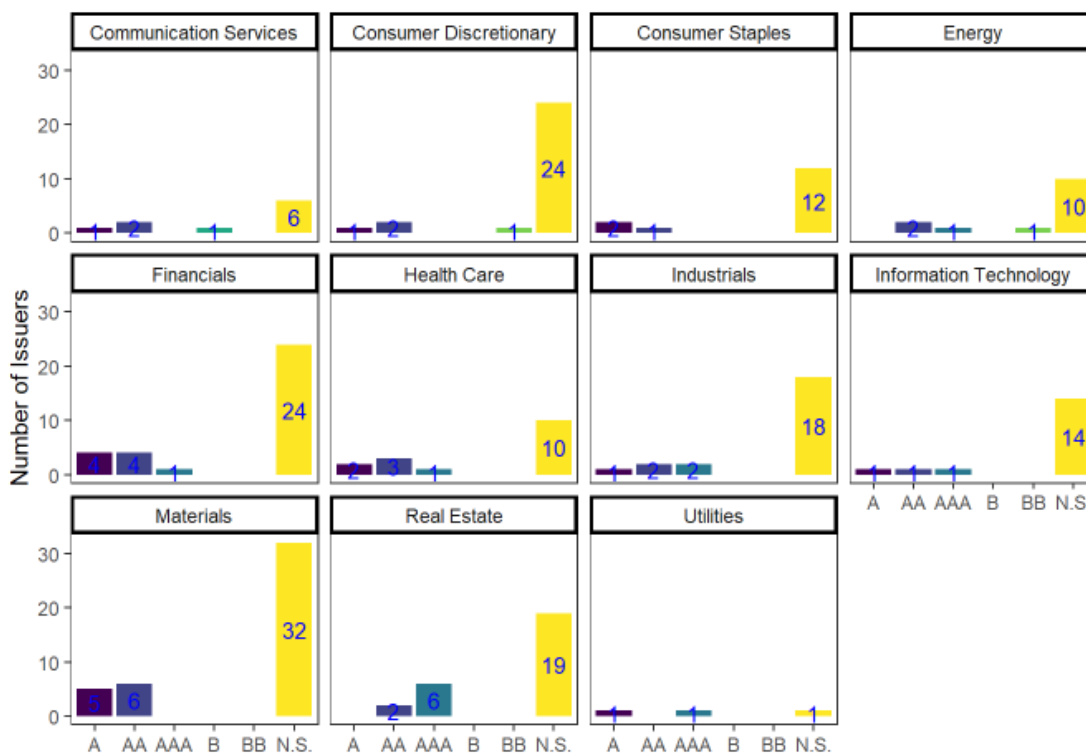 Communication Services Consumer Discretionary Consumer Staples Energy
30
20
24
10
12
10
6
1 2 1 1 2 1 2 1 2 1 1
0
Financials Health Care Industrials Information Technology
30
20
24
18
14
10
10
4 4 1 2 3 1 1 2 2 1 1 1
0
A AA AAA B BB N.S
Materials Real Estate Utilities
30
32
20
19
10
5 6 2 6 1 1 1
0
A AA AAA B BB N.S. A AA AAA B BB N.S. A AA AAA B BB N.S.
Number of Issuers